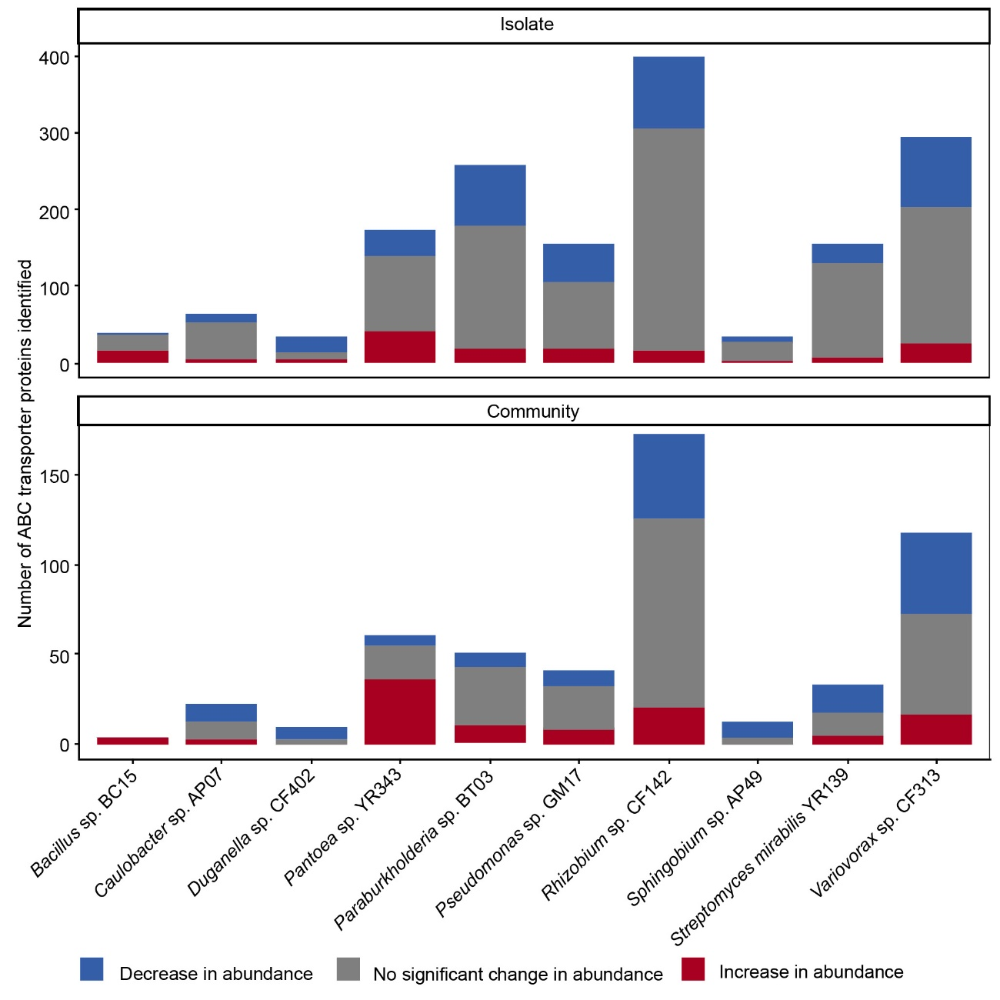 Isolate
400
300
200
100
0
Number of ABC transporter proteins identified
Community
150
100
50
0
Bacillus sp. BC15
Caulobacter sp. AP07
Duganella sp. CF402
Pantoea sp. YR343
Paraburkholderia sp. BT03
Pseudomonas sp. GM17
Rhizobium sp. CF142
Sphingobium sp. AP49
Streptomyces mirabilis YR139
Variovorax sp. CF313
Decrease in abundance
No significant change in abundance
Increase in abundance